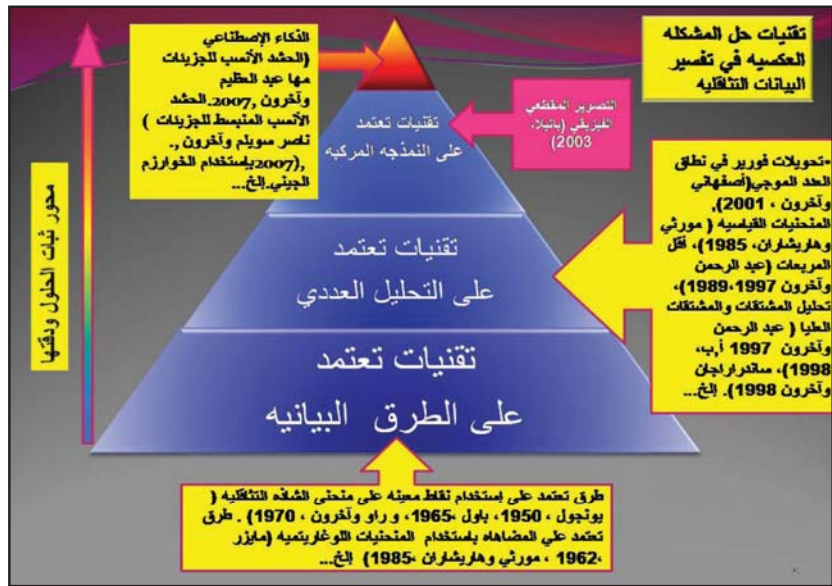 تقنيات حل المشكله
العكسيه في تفسير
البيانات التثاقليه
الذكاء الإصطناعي
(الحشد الأنسب للجزيئات
مها عبد العظيم
وآخرون ,2007.الحشد
الأنسب المنبسط للجزيئات (
ناصر سويلم وآخرون ,.
2007),بإستخدام الخوارزم
الجيني.إلخ...
التصوير المقطعي
الفيزيقي (باتيلا،
2003)
تقنيات تعتمد
على النمذجه المركبه
•تحويلات فورير في نطاق
العدد الموجي(أصفهاني
وآخرون ، 2001),
المنحنيات القياسيه ( مورثي
وهاريشاران، 1985)، أقل
المربعات (عبد الرحمن
وآخرون 1997،1989)،
تحليل المشتقات والمشتقات
العليا ( عبد الرحمن
وآخرون 1997 أ,ب،
1998)، ساندراراجان
وآخرون 1998). إلخ...
تقنيات تعتمد
على التحليل العددي
تقنيات تعتمد
على الطرق البيانيه
محور ثبات الحلول ودقتها
طرق تعتمد على إستخدام نقاط معينه على منحنى الشاذه التثاقليه (
يونجول ، 1950، باول ،1965، و راو وآخرون ، 1970) . طرق
تعتمد علي المضاهاه باستخدام المنحنيات اللوغاريتميه (مايزر
،1962 ، مورثي وهاريشاران ،1985) إلخ...